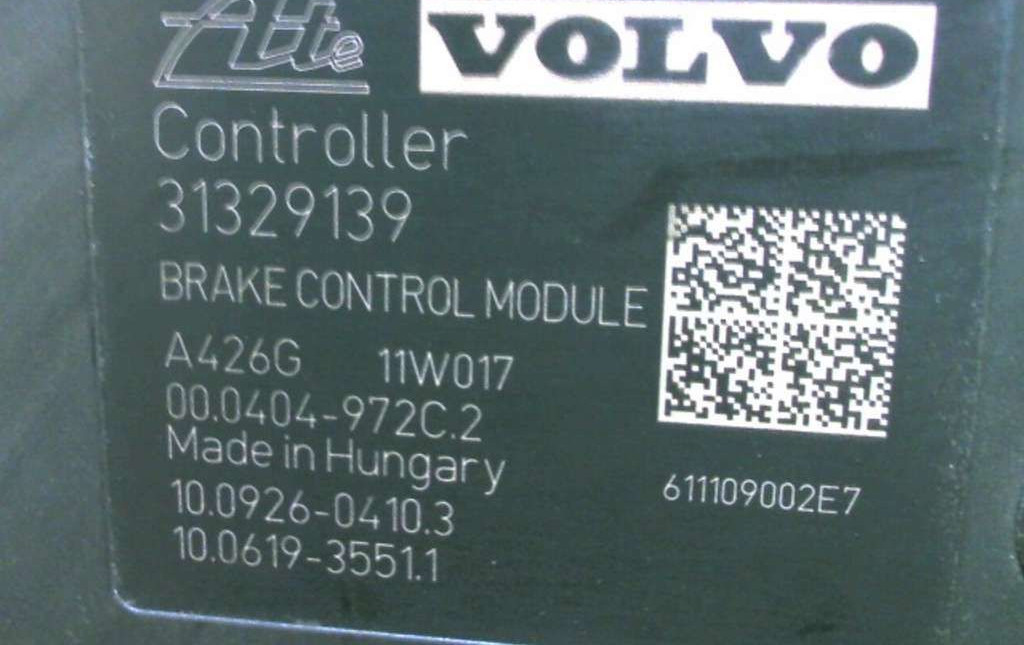 Ate VOLVO
Controller
31329139
BRAKE CONTROL MODULE
A426G 11W017
00.0404-972C.2
Made in Hungary
10.0926-0410.3
10.0619-3551.1
611109002E7